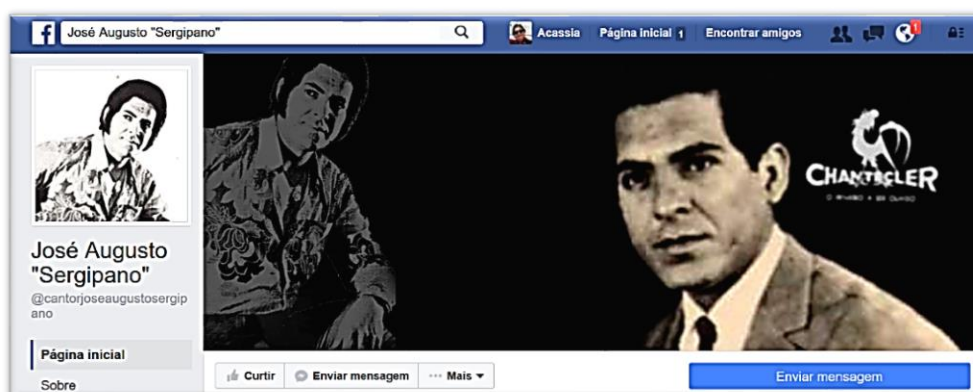 José Augusto "Sergipano"
Acassia Página inicial 1 Encontrar amigos
1
CHANTECLER
José Augusto
"Sergipano"
@cantorjoseaugustosergip
ano
Página inicial
Sobre
Curtir Enviar mensagem Mais
Enviar mensagem